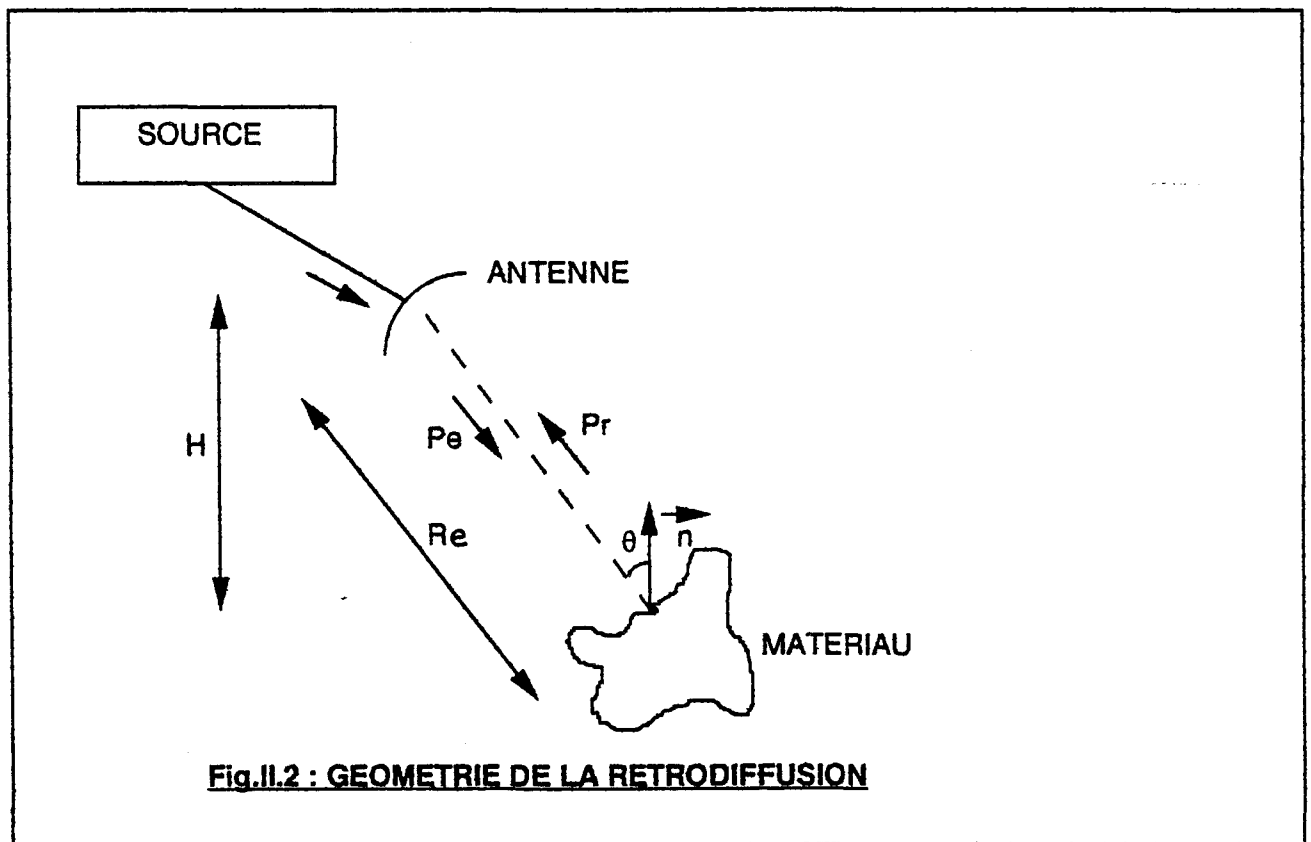 SOURCE
ANTENNE
H
Pe
Pr
Re
θ
n
MATERIAU
Fig.II.2 : GEOMETRIE DE LA RETRODIFFUSION